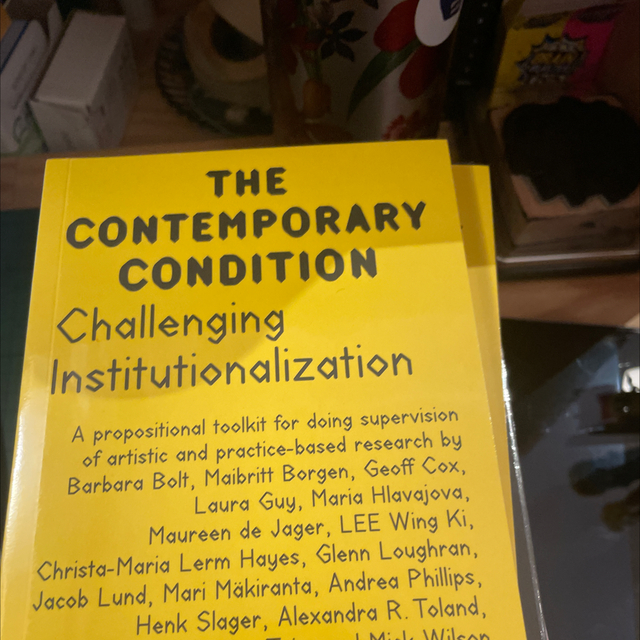 THE
CONTEMPORARY
CONDITION
Challenging
Institutionalization
A propositional toolkit for doing supervision
of artistic and practice-based research by
Barbara Bolt, Maibritt Borgen, Geoff Cox,
Laura Guy, Maria Hlavajova,
Maureen de Jager, LEE Wing Ki,
Christa-Maria Lerm Hayes, Glenn Loughran,
Jacob Lund, Mari Mäkiranta, Andrea Phillips,
Henk Slager, Alexandra R. Toland,
Mick Wilson